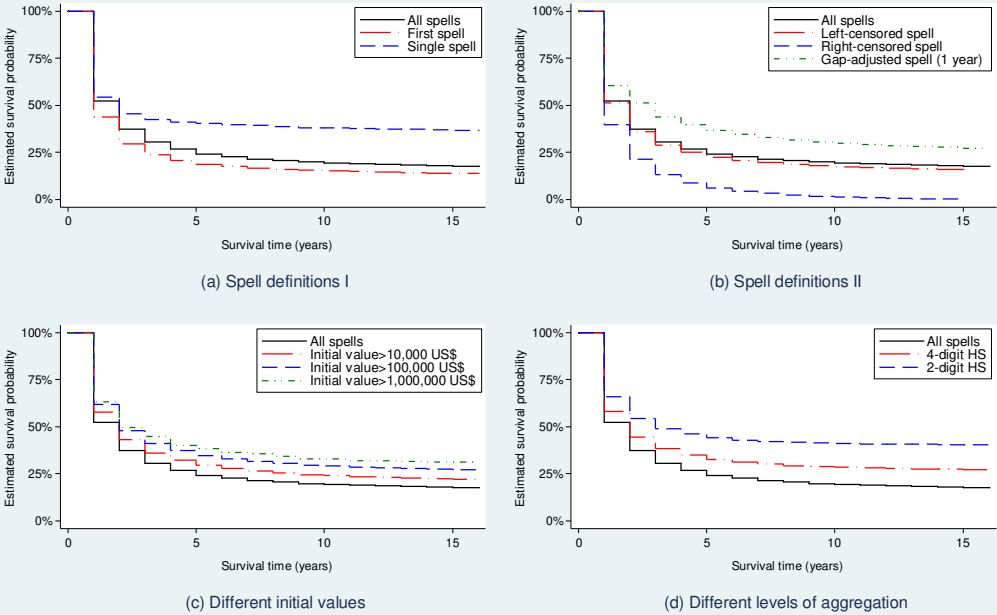 100%
75%
50%
25%
0%
Estimated survival probability
All spells
First spell
Single spell
0
5
10
15
Survival time (years)
(a) Spell definitions I
100%
75%
50%
25%
0%
Estimated survival probability
All spells
Left-censored spell
Right-censored spell
Gap-adjusted spell (1 year)
0
5
10
15
Survival time (years)
(b) Spell definitions II
100%
75%
50%
25%
0%
Estimated survival probability
All spells
Initial value>10,000 US$
Initial value>100,000 US$
Initial value>1,000,000 US$
0
5
10
15
Survival time (years)
(c) Different initial values
100%
75%
50%
25%
0%
Estimated survival probability
All spells
4-digit HS
2-digit HS
0
5
10
15
Survival time (years)
(d) Different levels of aggregation